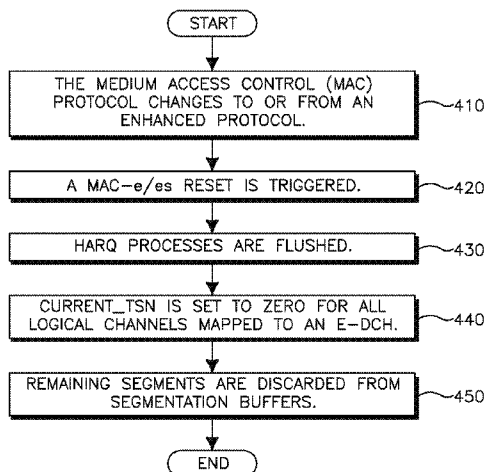 START
THE MEDIUM ACCESS CONTROL (MAC)
PROTOCOL CHANGES TO OR FROM AN
ENHANCED PROTOCOL.
410
A MAC-e/es RESET IS TRIGGERED.
420
HARQ PROCESSES ARE FLUSHED.
430
CURRENT_TSN IS SET TO ZERO FOR ALL
LOGICAL CHANNELS MAPPED TO AN E-DCH.
440
REMAINING SEGMENTS ARE DISCARDED FROM
SEGMENTATION BUFFERS.
450
END